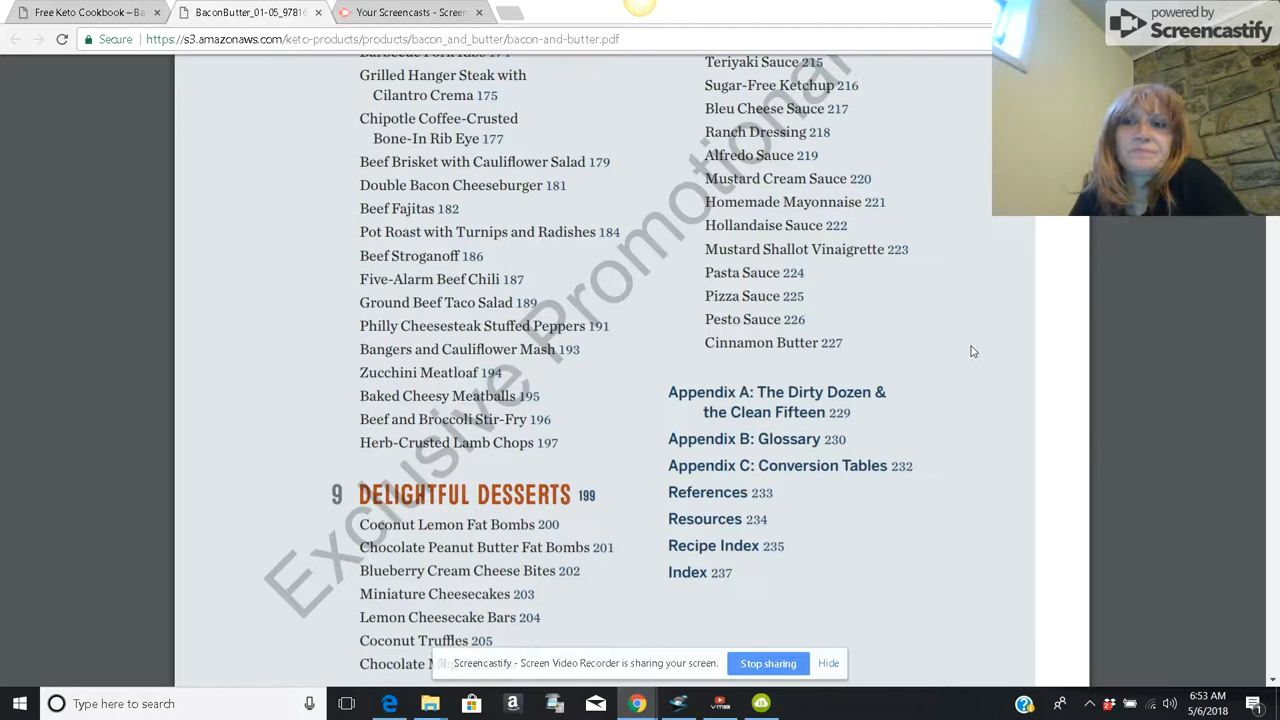 Free Keto Cookbook – Ba
BaconButter_01-05_9781
Your Screencasts - Screen
powered by
Screencastify
Secure
https://s3.amazonaws.com/keto-products/products/bacon_nd_butter/bacon-and-butter.pdf
Grilled Hanger Steak with
Cilantro Crema 175
Chipotle Coffee-Crusted
Bone-In Rib Eye 177
Beef Brisket with Cauliflower Salad 179
Double Bacon Cheeseburger 181
Beef Fajitas 182
Pot Roast with Turnips and Radishes 184
Beef Stroganoff 186
Five-Alarm Beef Chili 187
Ground Beef Taco Salad 189
Philly Cheesesteak Stuffed Peppers 191
Bangers and Cauliflower Mash 193
Zucchini Meatloaf 194
Baked Cheesy Meatballs 195
Beef and Broccoli Stir-Fry 196
Herb-Crusted Lamb Chops 197
9 DELIGHTFUL DESSERTS 199
Coconut Lemon Fat Bombs 200
Chocolate Peanut Butter Fat Bombs 201
Blueberry Cream Cheese Bites 202
Miniature Cheesecakes 203
Lemon Cheesecake Bars 204
Coconut Truffles 205
Chocolate
Teriyaki Sauce 215
Sugar-Free Ketchup 216
Bleu Cheese Sauce 217
Ranch Dressing 218
Alfredo Sauce 219
Mustard Cream Sauce 220
Homemade Mayonnaise 221
Hollandaise Sauce 222
Mustard Shallot Vinaigrette 223
Pasta Sauce 224
Pizza Sauce 225
Pesto Sauce 226
Cinnamon Butter 227
Appendix A: The Dirty Dozen &
the Clean Fifteen 229
Appendix B: Glossary 230
Appendix C: Conversion Tables 232
References 233
Resources 234
Recipe Index 235
Index 237
Exclusive Promotional
Screencastify - Screen Video Recorder is sharing your screen.
Stop sharing
Hide
Type here to search
6:53 AM
5/6/2018